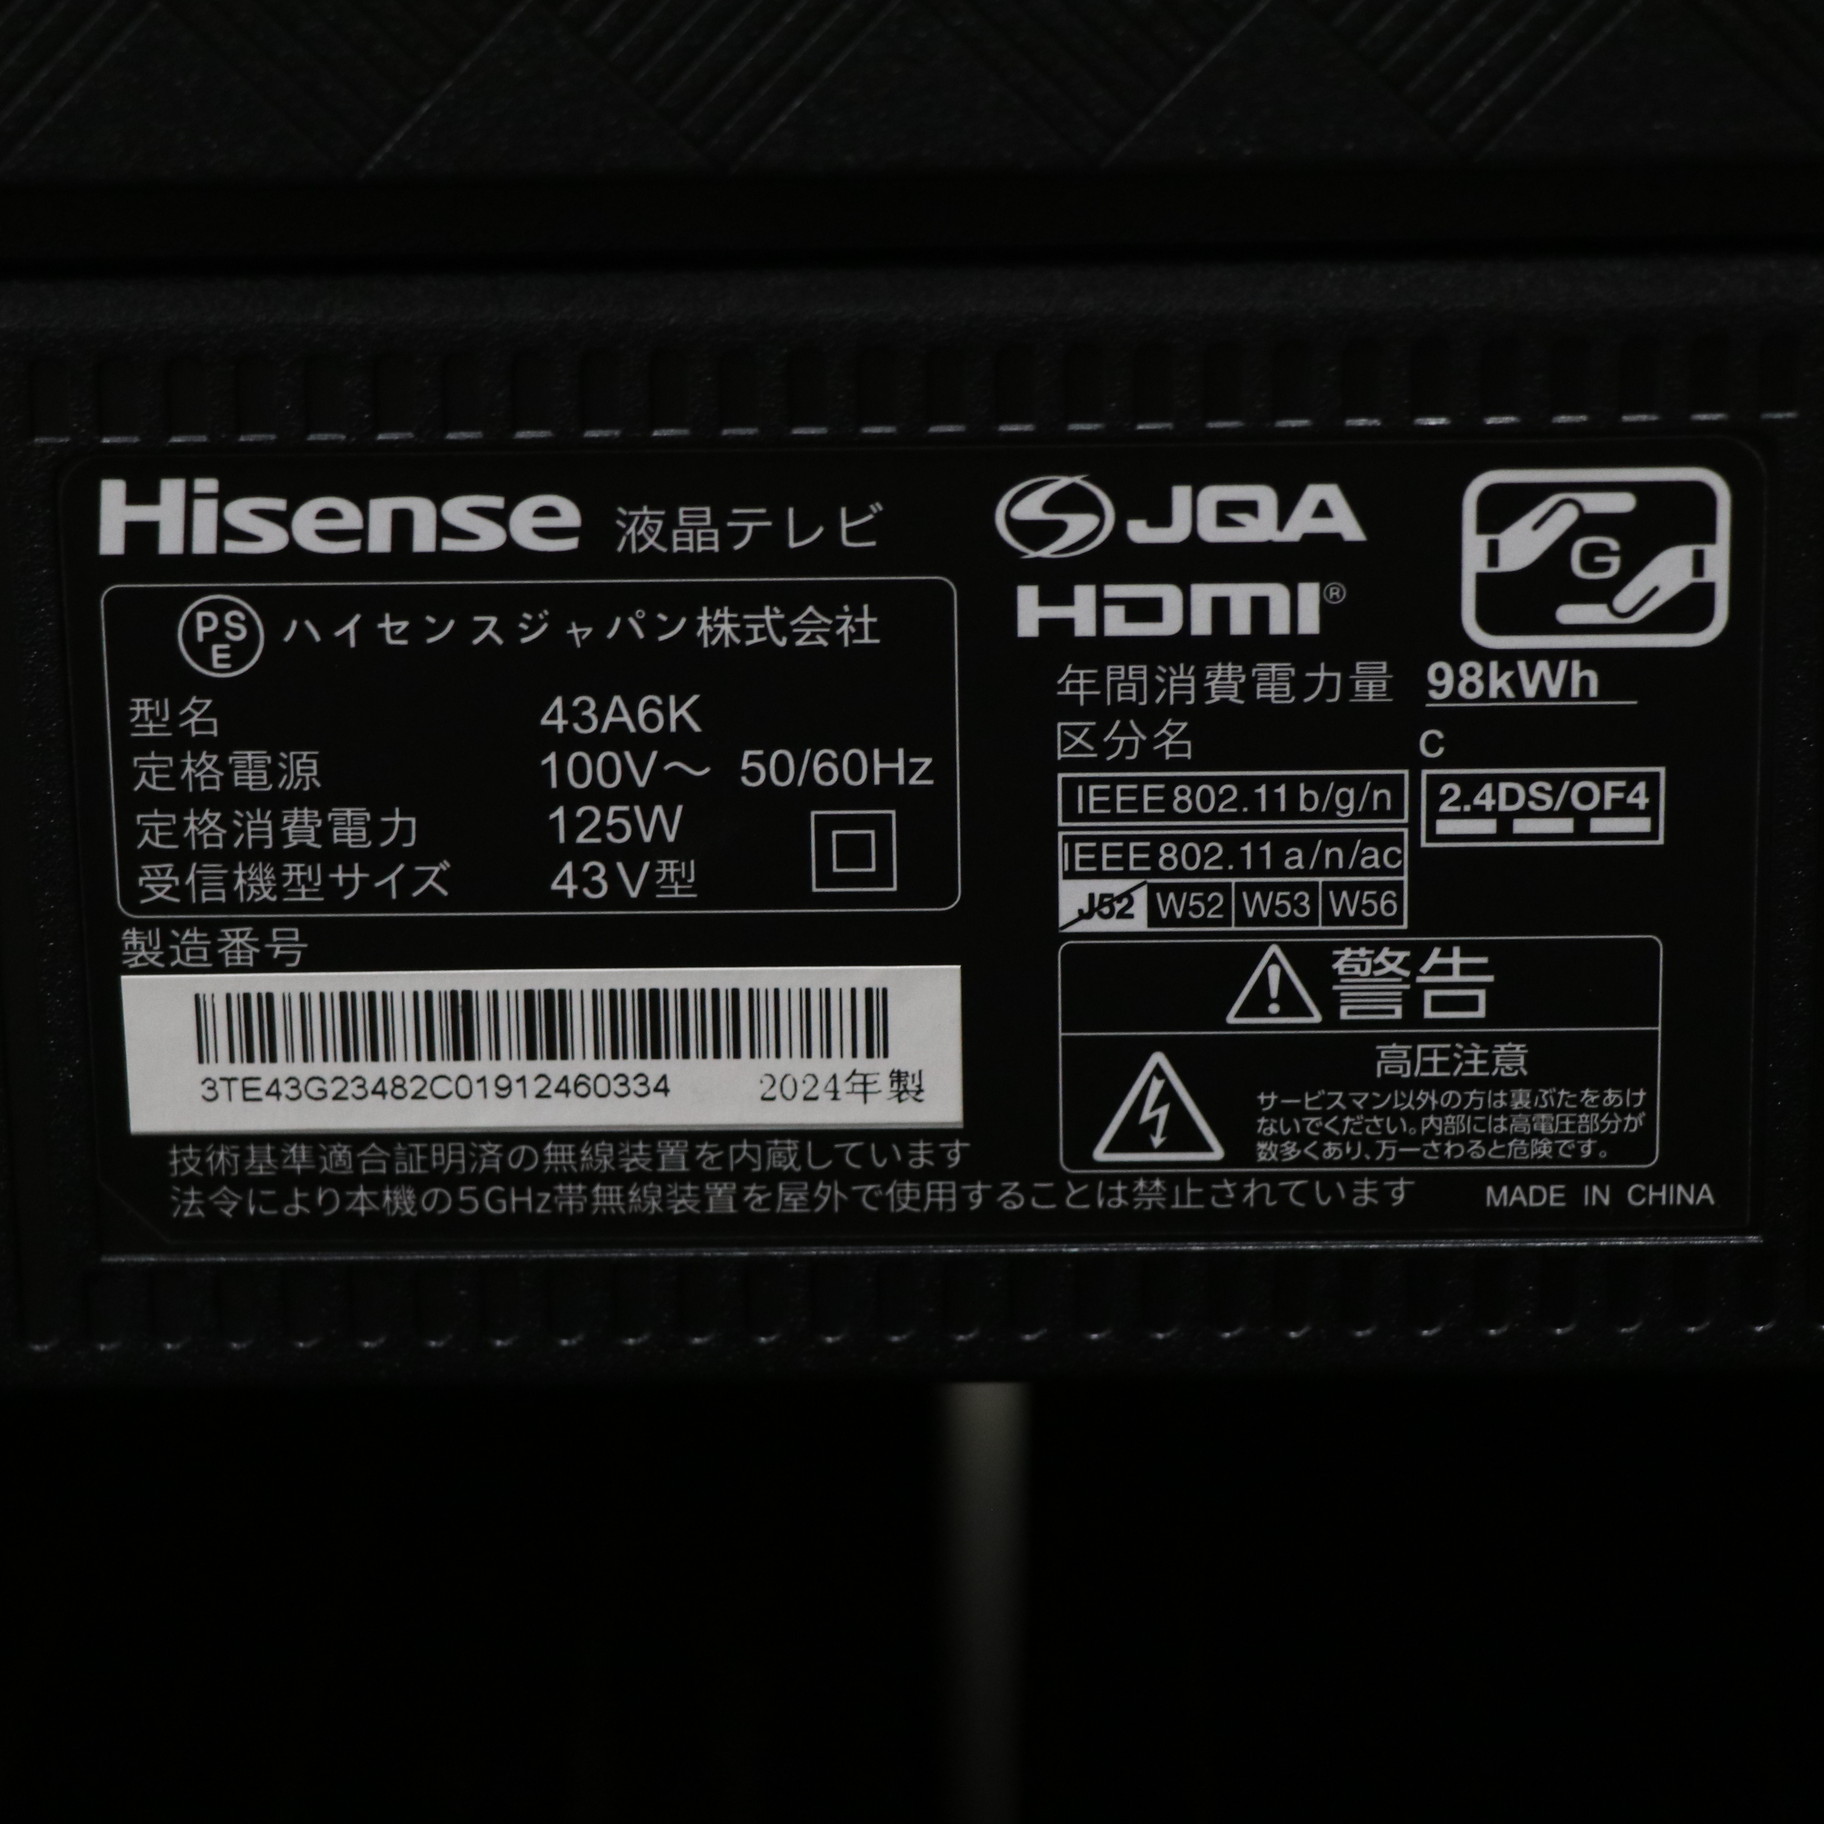 Hisense 液晶テレビ
PSE ハイセンスジャパン株式会社
型名 43A6K
定格電源 100V～ 50/60Hz
定格消費電力 125W
受信機型サイズ 43V型
製造番号
3TE43G23482C01912460334 2024年製
JQA
HDMI®
G
年間消費電力量 98kWh
区分名 C
IEEE802.11b/g/n 2.4DS/OF4
IEEE802.11a/n/ac
J52 W52 W53 W56
警告
高圧注意
サービスマン以外の方は裏ぶたをあけ
ないでください。内部には高電圧部分が
数多くあり、万一さわると危険です。
技術基準適合証明済の無線装置を内蔵しています
法令により本機の5GHz帯無線装置を屋外で使用することは禁止されています
MADE IN CHINA